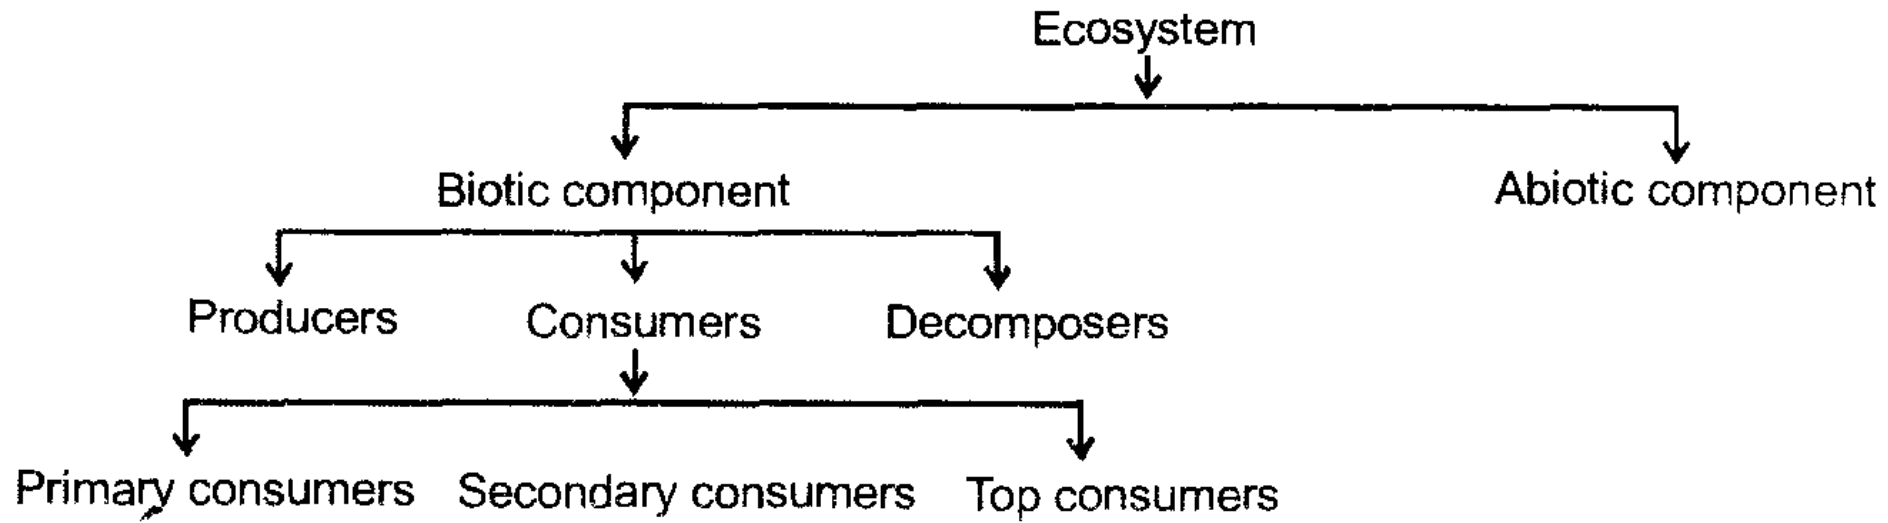 Ecosystem
Biotic component Abiotic component
Producers Consumers Decomposers
Primary consumers Secondary consumers Top consumers